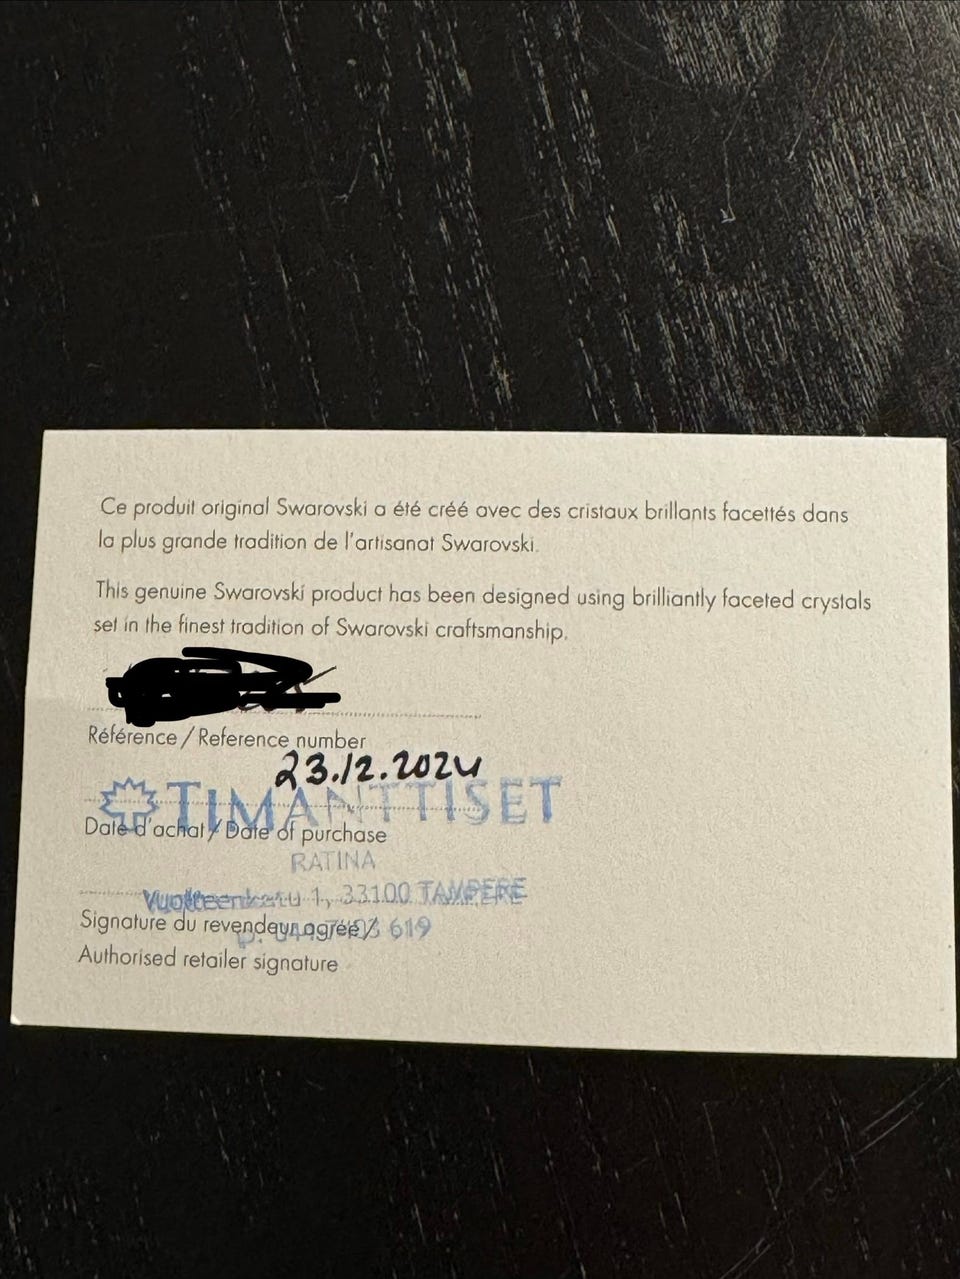 Ce produit original Swarovski a été créé avec des cristaux brillants facettés dans
la plus grande tradition de l'artisanat Swarovski.
This genuine Swarovski product has been designed using brilliantly faceted crystals
set in the finest tradition of Swarovski craftsmanship.
Référence / Reference number
23.12.2024
TIMANTTISET
Date d'achat / Date of purchase
RATINA
Vuolteenkatu 1, 33100 TAMPERE
Signature du revendeur agréé /
619
Authorised retailer signature